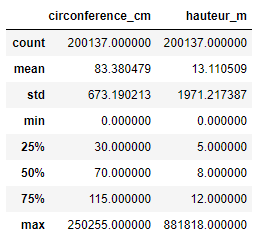 circonference_cm hauteur_m
count 200137.000000 200137.000000
mean 83.380479 13.110509
std 673.190213 1971.217387
min 0.000000 0.000000
25% 30.000000 5.000000
50% 70.000000 8.000000
75% 115.000000 12.000000
max 250255.000000 881818.000000